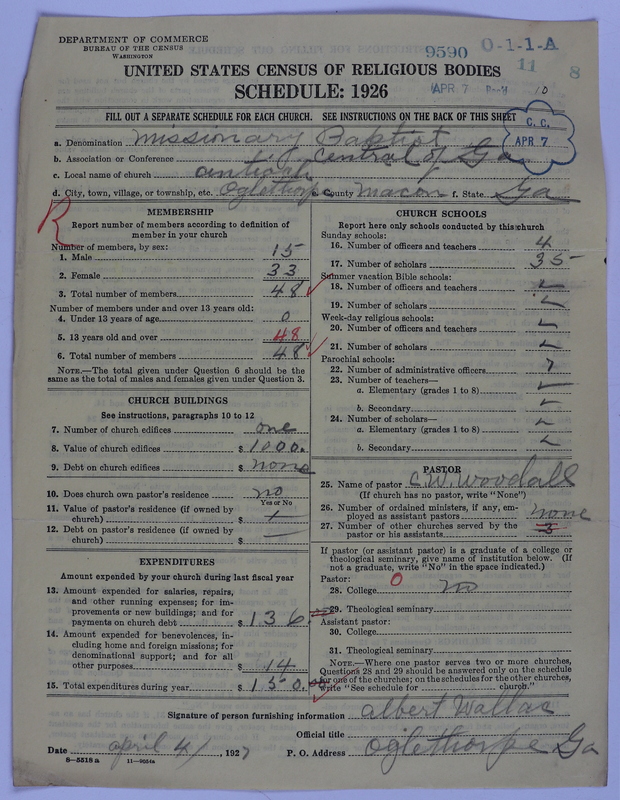 DEPARTMENT OF COMMERCE
BUREAU OF THE CENSUS
WASHINGTON
9590 0-1-1-A
11 8
APR 7
UNITED STATES CENSUS OF RELIGIOUS BODIES
SCHEDULE: 1926
FILL OUT A SEPARATE SCHEDULE FOR EACH CHURCH. SEE INSTRUCTIONS ON THE BACK OF THIS SHEET
C. C.
APR 7
a. Denomination Missionary Baptist
b. Association or Conference Central of Ga
c. Local name of church antioch
d. City, town, village, or township, etc. Oglethorpe e. County Macon f. State Ga
R
MEMBERSHIP
Report number of members according to definition of
member in your church
Number of members, by sex:
1. Male 15
2. Female 33
3. Total number of members 48
Number of members under and over 13 years old:
4. Under 13 years of age 0
5. 13 years old and over 48
6. Total number of members 48
NOTE.—The total given under Question 6 should be
same as the total of males and females given under Question 3.
CHURCH BUILDINGS
See instructions, paragraphs 10 to 12
7. Number of church edifices one
8. Value of church edifices $ 1000.
9. Debt on church edifices $ none
10. Does church own pastor's residence no
Yes or No
11. Value of pastor's residence (if owned by
church) $
12. Debt on pastor's residence (if owned by
church) $
EXPENDITURES
Amount expended by your church during last fiscal year
13. Amount expended for salaries, repairs,
and other running expenses; for im-
provements or new buildings; and for
payments on church debt $ 136.
14. Amount expended for benevolences, in-
cluding home and foreign missions; for
denominational support; and for all
other purposes $ 14
15. Total expenditures during year $ 150.
CHURCH SCHOOLS
Report here only schools conducted by this church
Sunday schools:
16. Number of officers and teachers 4
17. Number of scholars 35
Summer vacation Bible schools:
18. Number of officers and teachers
19. Number of scholars
Week-day religious schools:
20. Number of officers and teachers
21. Number of scholars
Parochial schools:
22. Number of administrative officers
23. Number of teachers—
a. Elementary (grades 1 to 8)
b. Secondary
24. Number of scholars—
a. Elementary (grades 1 to 8)
b. Secondary
PASTOR
25. Name of pastor C.W. Woodall
(If church has no pastor, write "None")
26. Number of ordained ministers, if any, em-
ployed as assistant pastors none
27. Number of other churches served by the
pastor or his assistants 3
If pastor (or assistant pastor) is a graduate of a college or
theological seminary, give name of institution below. (If
not a graduate, write "No" in the space indicated.)
Pastor:
28. College 0 no
29. Theological seminary
Assistant pastor:
30. College
31. Theological seminary
NOTE.—Where one pastor serves two or more churches,
Questions 28 and 29 should be answered only on the schedule
for one of the churches; on the schedules for the other churches,
write "See schedule for church."
Signature of person furnishing information albert Wallac
Official title
Date april 4/, 1927 P. O. Address Oglethorpe Ga
8—5518 a 11—9034a